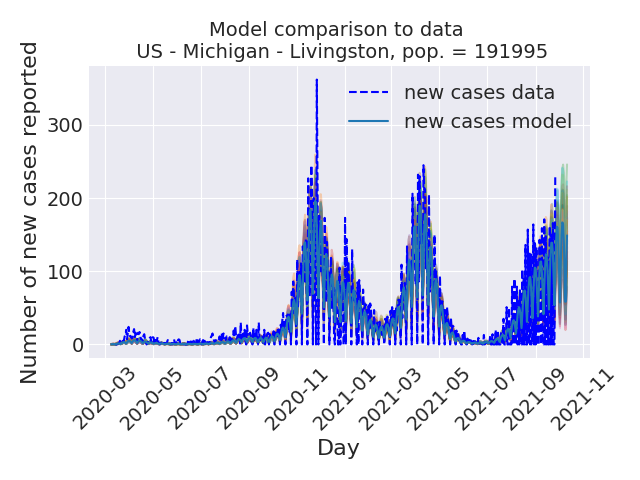 Model comparison to data
US - Michigan - Livingston, pop. = 191995
Number of new cases reported
300
200
100
0
new cases data
new cases model
2020-03
2020-05
2020-07
2020-09
2020-11
2021-01
2021-03
2021-05
2021-07
2021-09
2021-11
Day